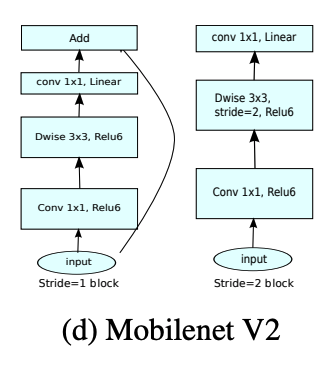 Add
conv 1x1, Linear
Dwise 3x3, Relu6
Conv 1x1, Relu6
input
Stride=1 block
conv 1x1, Linear
Dwise 3x3,
stride=2, Relu6
Conv 1x1, Relu6
input
Stride=2 block
(d) Mobilenet V2